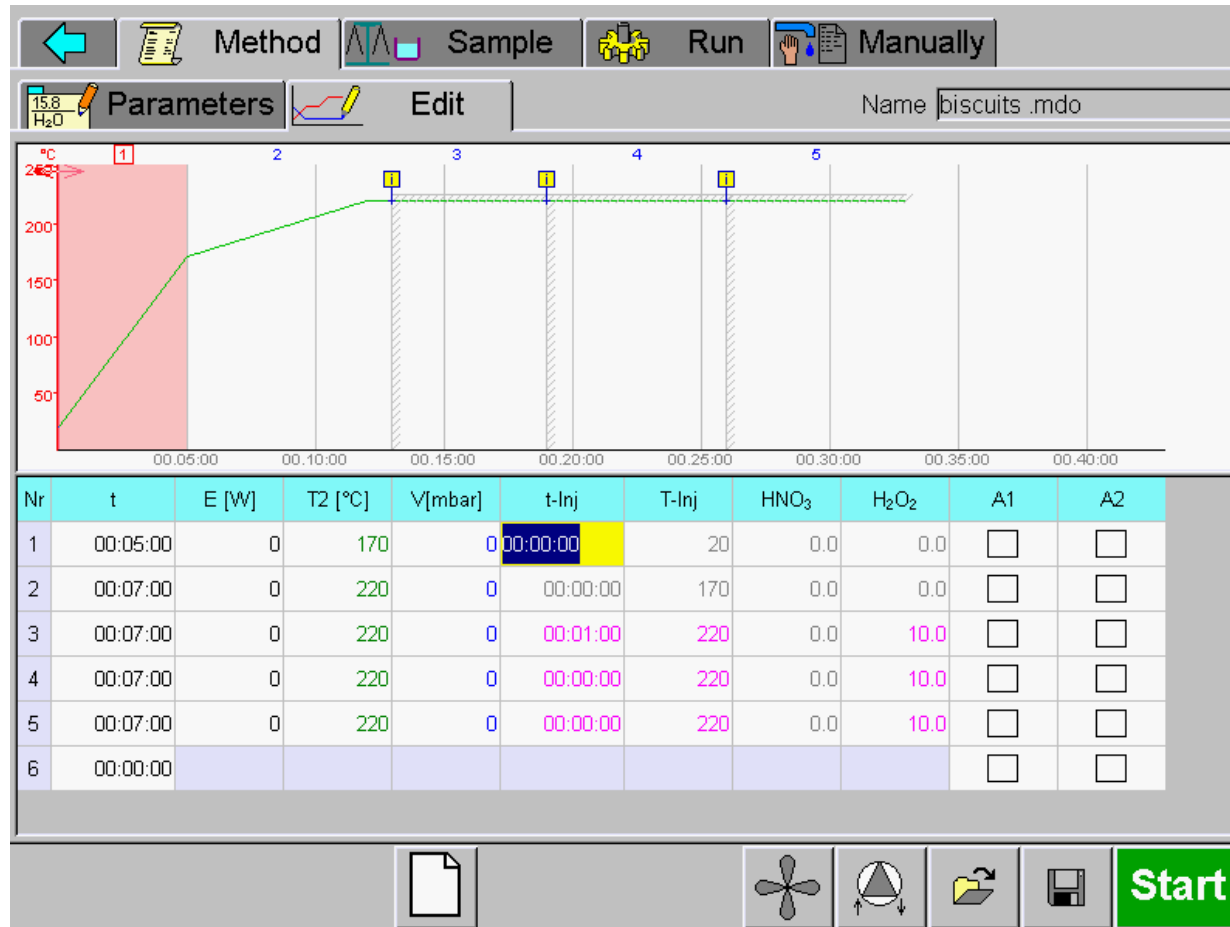 Method Sample Run Manually
15.8 H₂O Parameters Edit Name biscuits .mdo
°C 1 2 3 4 5
i i i
200
150
100
50
00.05:00 00.10:00 00.15:00 00.20:00 00.25:00 00.30:00 00.35:00 00.40:00
Nr t E [W] T2 [°C] V[mbar] t-Inj T-Inj HNO₃ H₂O₂ A1 A2
1 00:05:00 0 170 0 00:00:00 20 0.0 0.0
2 00:07:00 0 220 0 00:00:00 170 0.0 0.0
3 00:07:00 0 220 0 00:01:00 220 0.0 10.0
4 00:07:00 0 220 0 00:00:00 220 0.0 10.0
5 00:07:00 0 220 0 00:00:00 220 0.0 10.0
6 00:00:00
Start